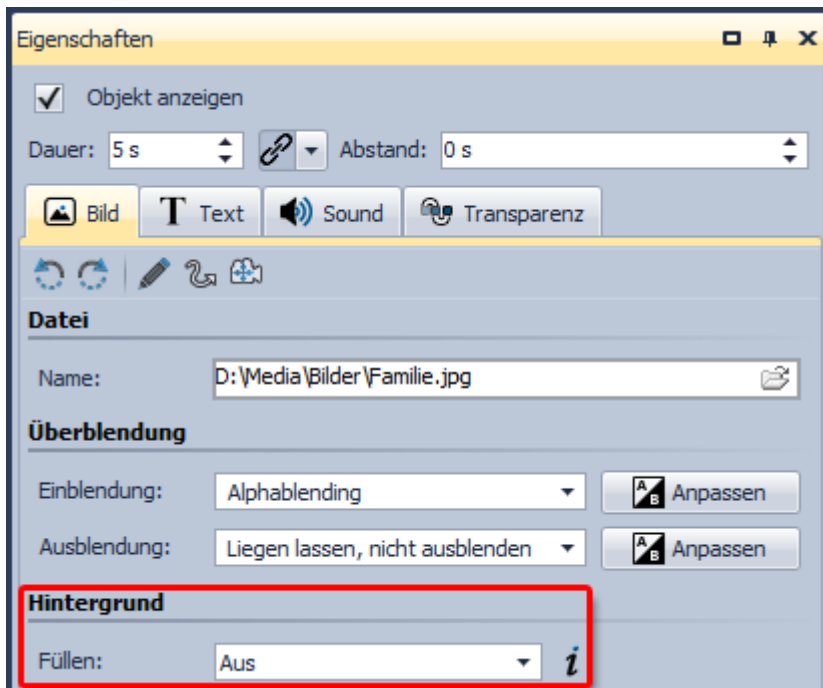 Eigenschaften
Objekt anzeigen
Dauer: 5 s Abstand: 0 s
Bild T Text Sound Transparenz
Datei
Name: D:\Media\Bilder\Familie.jpg
Überblendung
Einblendung: Alphablending A B Anpassen
Ausblendung: Liegen lassen, nicht ausblenden A B Anpassen
Hintergrund
Füllen: Aus i